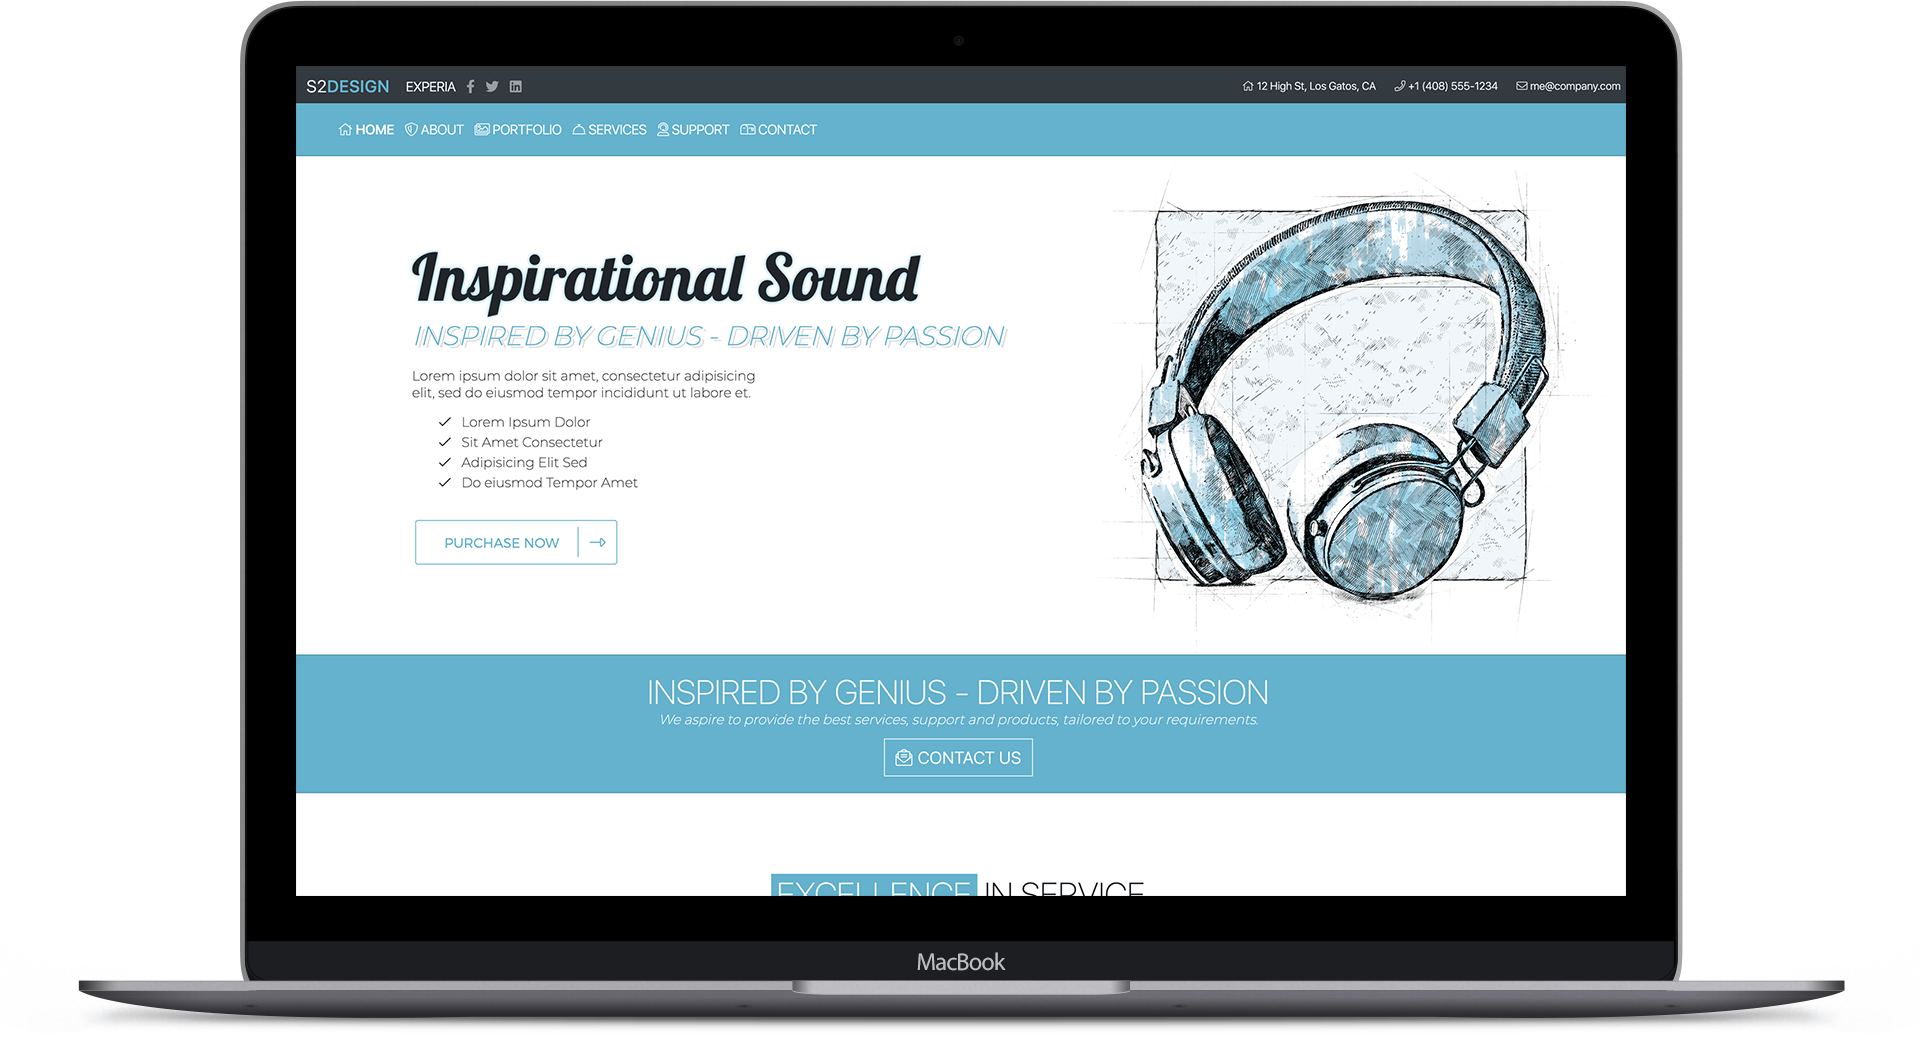 S2DESIGN EXPERIA 12 High St, Los Gatos, CA +1 (408) 555-1234 me@company.com
HOME ABOUT PORTFOLIO SERVICES SUPPORT CONTACT
Inspirational Sound
INSPIRED BY GENIUS - DRIVEN BY PASSION
Lorem ipsum dolor sit amet, consectetur adipisicing
elit, sed do eiusmod tempor incididunt ut labore et.
Lorem Ipsum Dolor
Sit Amet Consectetur
Adipisicing Elit Sed
Do eiusmod Tempor Amet
PURCHASE NOW
INSPIRED BY GENIUS - DRIVEN BY PASSION
We aspire to provide the best services, support and products, tailored to your requirements.
CONTACT US
EXCELLENCE IN SERVICE
MacBook